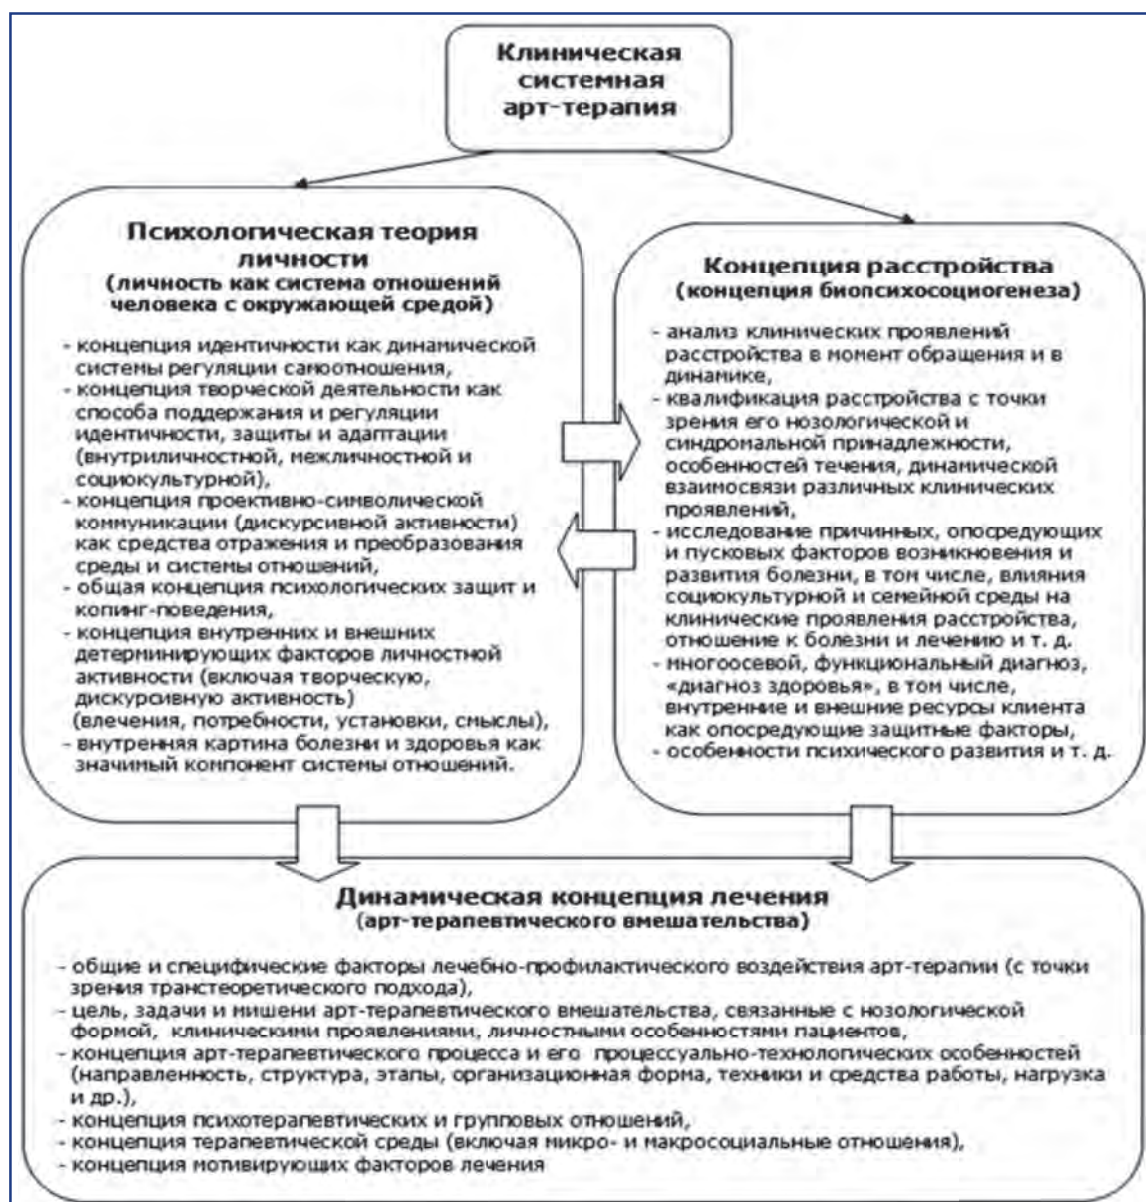 Клиническая
системная
арт-терапия
Психологическая теория
личности
(личность как система отношений
человека с окружающей средой)
- концепция идентичности как динамической
системы регуляции самоотношения,
- концепция творческой деятельности как
способа поддержания и регуляции
идентичности, защиты и адаптации
(внутриличностной, межличностной и
социокультурной),
- концепция проективно-символической
коммуникации (дискурсивной активности)
как средства отражения и преобразования
среды и системы отношений,
- общая концепция психологических защит и
копинг-поведения,
- концепция внутренних и внешних
детерминирующих факторов личностной
активности (включая творческую,
дискурсивную активность)
(влечения, потребности, установки, смыслы),
- внутренняя картина болезни и здоровья как
значимый компонент системы отношений.
Концепция расстройства
(концепция биопсихосоциогенеза)
- анализ клинических проявлений
расстройства в момент обращения и в
динамике,
- квалификация расстройства с точки
зрения его нозологической и
синдромальной принадлежности,
особенностей течения, динамической
взаимосвязи различных клинических
проявлений,
- исследование причинных, опосредующих
и пусковых факторов возникновения и
развития болезни, в том числе, влияния
социокультурной и семейной среды на
клинические проявления расстройства,
отношение к болезни и лечению и т. д.
- многоосевой, функциональный диагноз,
«диагноз здоровья», в том числе,
внутренние и внешние ресурсы клиента
как опосредующие защитные факторы,
- особенности психического развития и т. д.
Динамическая концепция лечения
(арт-терапевтического вмешательства)
- общие и специфические факторы лечебно-профилактического воздействия арт-терапии (с точки
зрения транстеоретического подхода),
- цель, задачи и мишени арт-терапевтического вмешательства, связанные с нозологической
формой, клиническими проявлениями, личностными особенностями пациентов,
- концепция арт-терапевтического процесса и его процессуально-технологических особенностей
(направленность, структура, этапы, организационная форма, техники и средства работы, нагрузка
и др.),
- концепция психотерапевтических и групповых отношений,
- концепция терапевтической среды (включая микро- и макросоциальные отношения),
- концепция мотивирующих факторов лечения